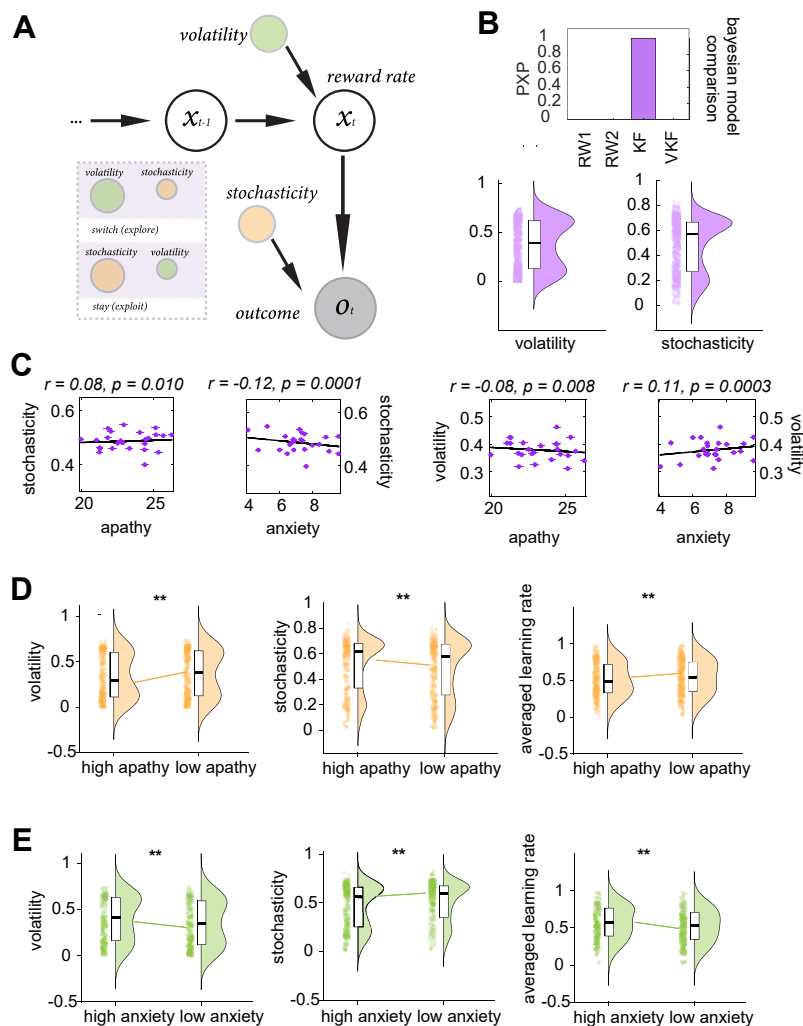 A
volatility
reward rate
...
x t-1
x t
volatility stochasticity
switch (explore)
stochasticity volatility
stay (exploit)
stochasticity
outcome
o t
B
PXP
1
0.8
0.6
0.4
0.2
0
RW1
RW2
KF
VKF
bayesian model
comparison
1
0.5
0
volatility
1
0.8
0.6
0.4
0.2
0
stochasticity
C
r = 0.08, p = 0.010
stochasticity
0.6
0.4
20 25
apathy
r = -0.12, p = 0.0001
0.6
0.4
stochasticity
4 6 8
anxiety
r = -0.08, p = 0.008
volatility
0.5
0.4
0.3
20 25
apathy
r = 0.11, p = 0.0003
0.5
0.4
0.3
volatility
4 6 8
anxiety
D
**
volatility
1
0.5
0
-0.5
high apathy low apathy
**
stochasticity
1
0.8
0.6
0.4
0.2
0
high apathy low apathy
**
averaged learning rate
1
0.5
0
-0.5
high apathy low apathy
E
**
volatility
1
0.5
0
-0.5
high anxiety low anxiety
**
stochasticity
1
0.5
0
-0.5
high anxiety low anxiety
**
averaged learning rate
1
0.5
0
-0.5
high anxiety low anxiety